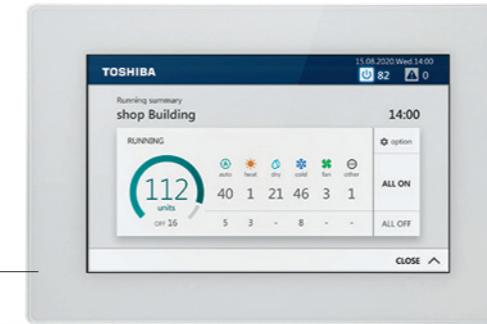 15.08.2020.Wed.14:00
TOSHIBA
82 0
Running summary
shop Building 14:00
RUNNING
option
A
auto heat dry cold fan other
112
units
OFF 16
40 1 21 46 3 1
5 3 - 8 - -
ALL ON
ALL OFF
CLOSE